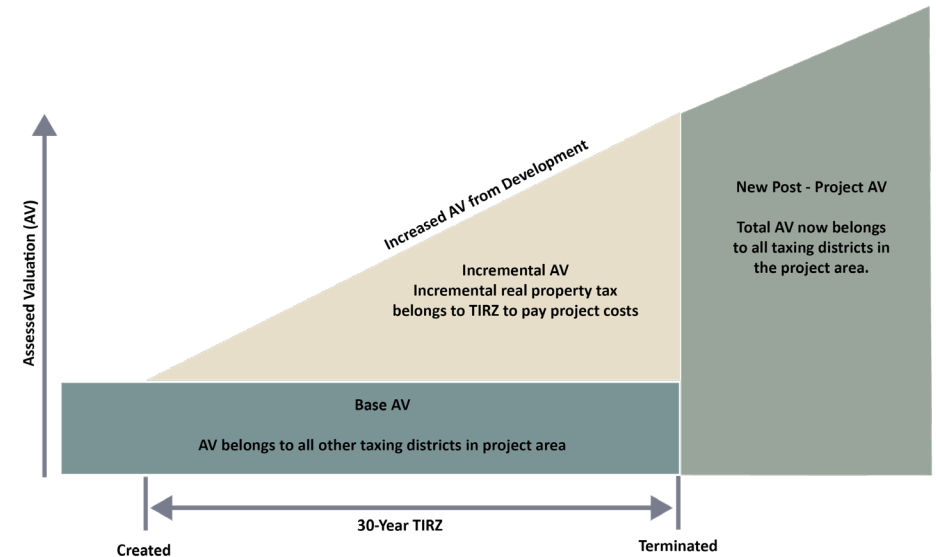 Assessed Valuation (AV)
Increased AV from Development
Incremental AV
Incremental real property tax
belongs to TIRZ to pay project costs
New Post - Project AV
Total AV now belongs
to all taxing districts in
the project area.
Base AV
AV belongs to all other taxing districts in project area
30-Year TIRZ
Created
Terminated